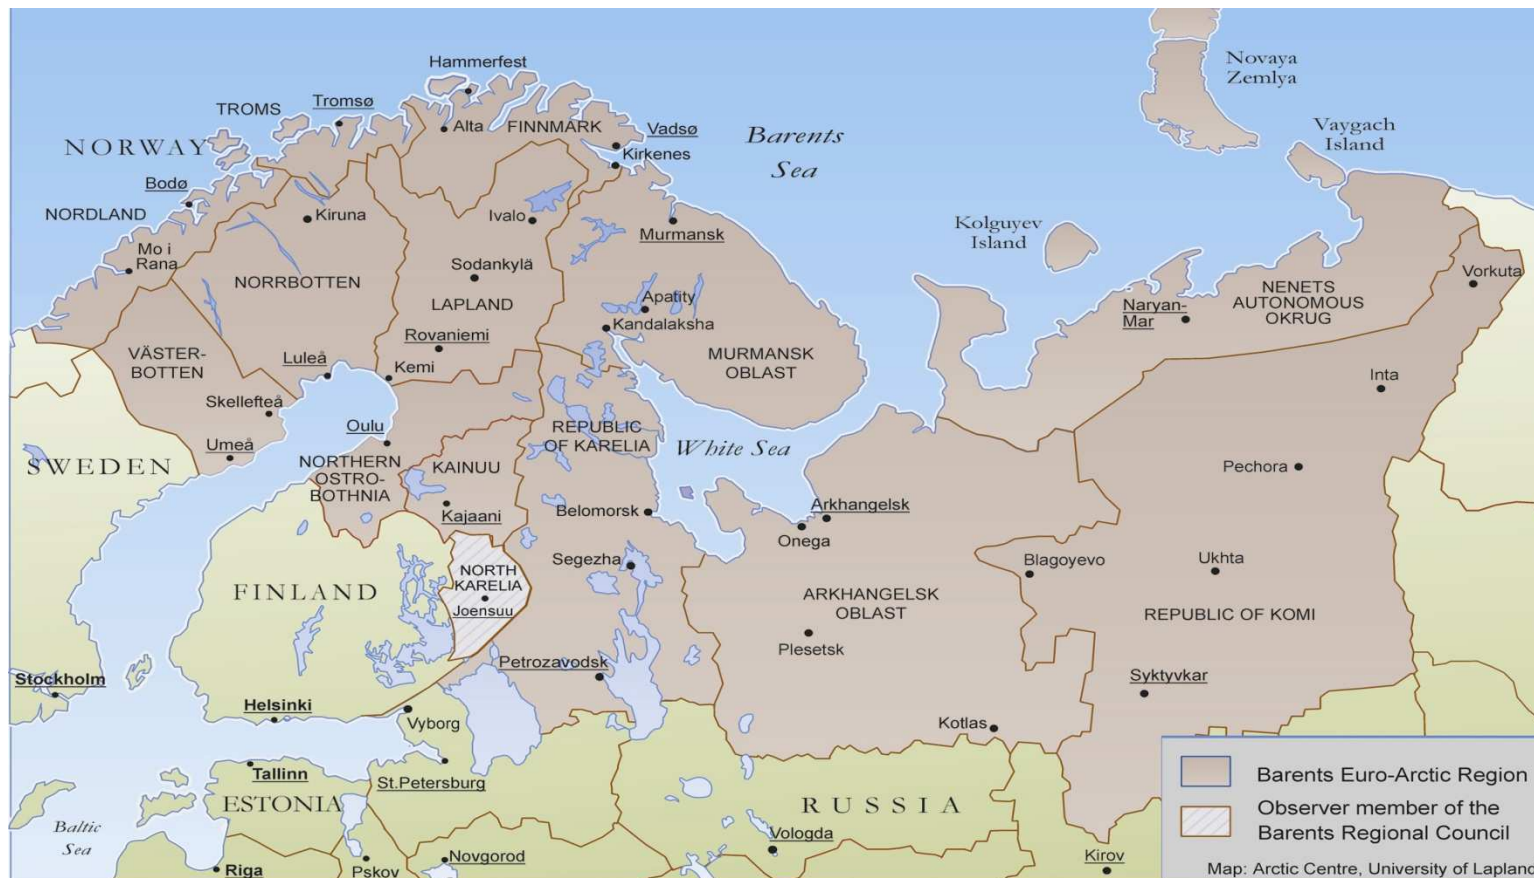 Hammerfest
Novaya
Zemlya
TROMS
Tromsø
Alta
FINNMARK
Vadsø
Vaygach
Island
NORWAY
Barents
Sea
Kirkenes
Bodø
NORDLAND
Kiruna
Ivalo
Murmansk
Kolguyev
Island
Mo i
Rana
Sodankylä
NORRBOTTEN
LAPLAND
Apatity
Kandalaksha
Naryan-
Mar
NENETS
AUTONOMOUS
OKRUG
Vorkuta
VÄSTER-
BOTTEN
Luleå
Rovaniemi
Kemi
MURMANSK
OBLAST
Inta
Skellefteå
Umeå
Oulu
REPUBLIC
OF KARELIA
White Sea
SWEDEN
NORTHERN
OSTRO-
BOTHNIA
KAINUU
Pechora
Kajaani
Belomorsk
Arkhangelsk
Onega
Segezha
Blagoyevo
Ukhta
FINLAND
NORTH
KARELIA
Joensuu
ARKHANGELSK
OBLAST
REPUBLIC OF KOMI
Plesetsk
Petrozavodsk
Syktyvkar
Stockholm
Helsinki
Vyborg
Kotlas
Tallinn
St.Petersburg
ESTONIA
RUSSIA
Baltic
Sea
Vologda
Riga
Pskov
Novgorod
Kirov
Barents Euro-Arctic Region
Observer member of the
Barents Regional Council
Map: Arctic Centre, University of Lapland